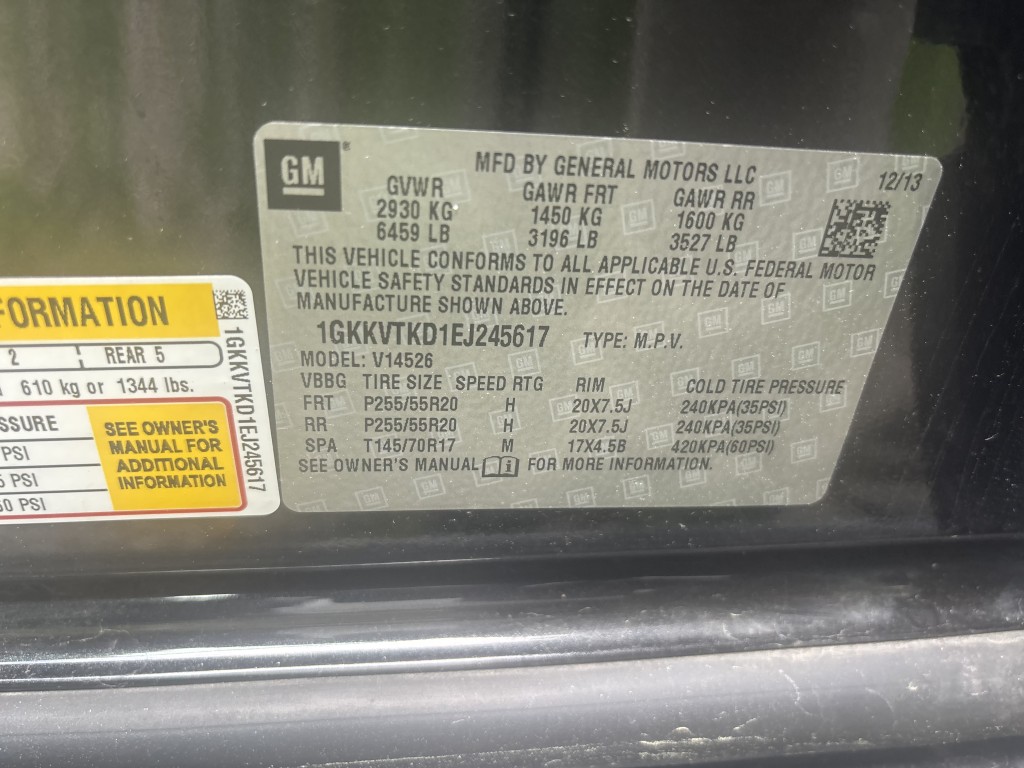 GM
MFD BY GENERAL MOTORS LLC
12/13
GVWR GAWR FRT GAWR RR
2930 KG 1450 KG 1600 KG
6459 LB 3196 LB 3527 LB
THIS VEHICLE CONFORMS TO ALL APPLICABLE U.S. FEDERAL MOTOR
VEHICLE SAFETY STANDARDS IN EFFECT ON THE DATE OF
MANUFACTURE SHOWN ABOVE.
1GKKVTKD1EJ245617 TYPE: M.P.V.
MODEL: V14526
VBBG TIRE SIZE SPEED RTG RIM COLD TIRE PRESSURE
FRT P255/55R20 H 20X7.5J 240KPA(35PSI)
RR P255/55R20 H 20X7.5J 240KPA(35PSI)
SPA T145/70R17 M 17X4.5B 420KPA(60PSI)
SEE OWNER'S MANUAL FOR MORE INFORMATION.
FORMATION
2 REAR 5
610 kg or 1344 lbs.
SSURE
PSI
5 PSI
60 PSI
SEE OWNER'S
MANUAL FOR
ADDITIONAL
INFORMATION
1GKKVTKD1EJ245617